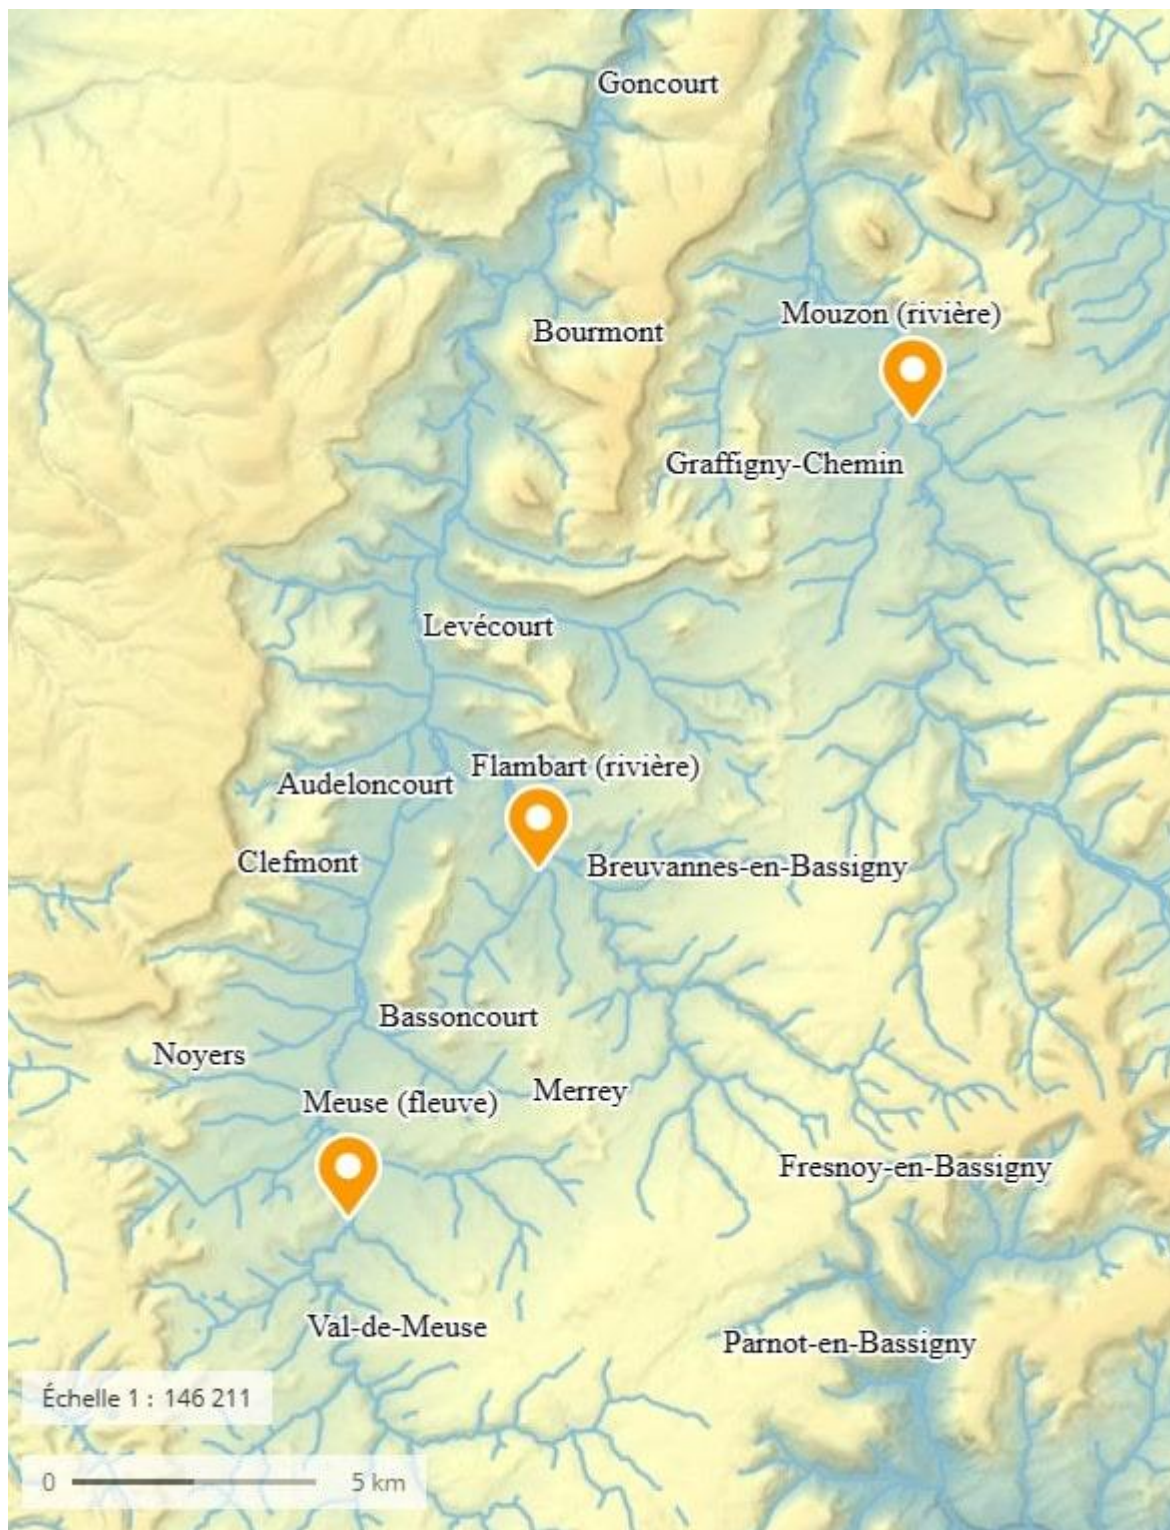 Goncourt
Mouzon (rivière)
Bourmont
Graffigny-Chemin
Levécourt
Flambart (rivière)
Audeloncourt
Clefmont
Breuvannes-en-Bassigny
Bassoncourt
Noyers
Merrey
Meuse (fleuve)
Fresnoy-en-Bassigny
Val-de-Meuse
Parnot-en-Bassigny
Échelle 1 : 146 211
0 5 km